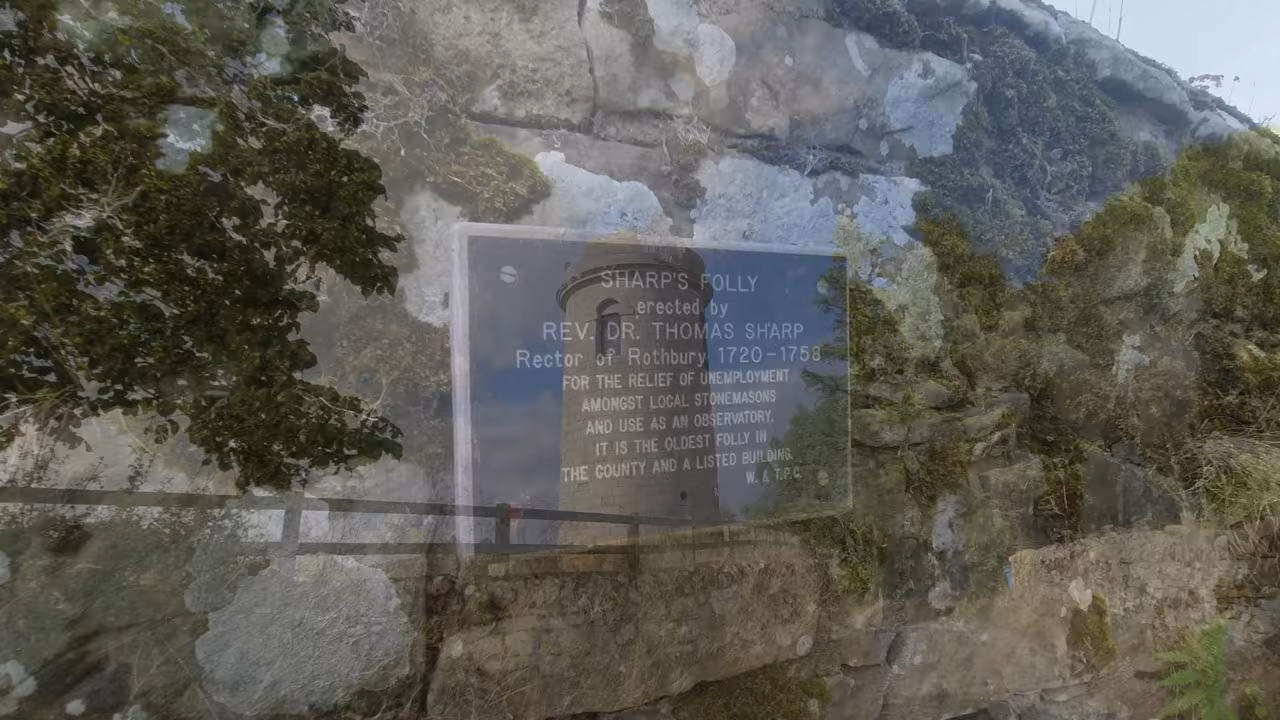 SHARP'S FOLLY
erected by
REV. DR. THOMAS SHARP
Rector of Rothbury 1720-1758
FOR THE RELIEF OF UNEMPLOYMENT
AMONGST LOCAL STONEMASONS
AND USE AS AN OBSERVATORY.
IT IS THE OLDEST FOLLY IN
THE COUNTY AND A LISTED BUILDING.
W. & T.P.C.